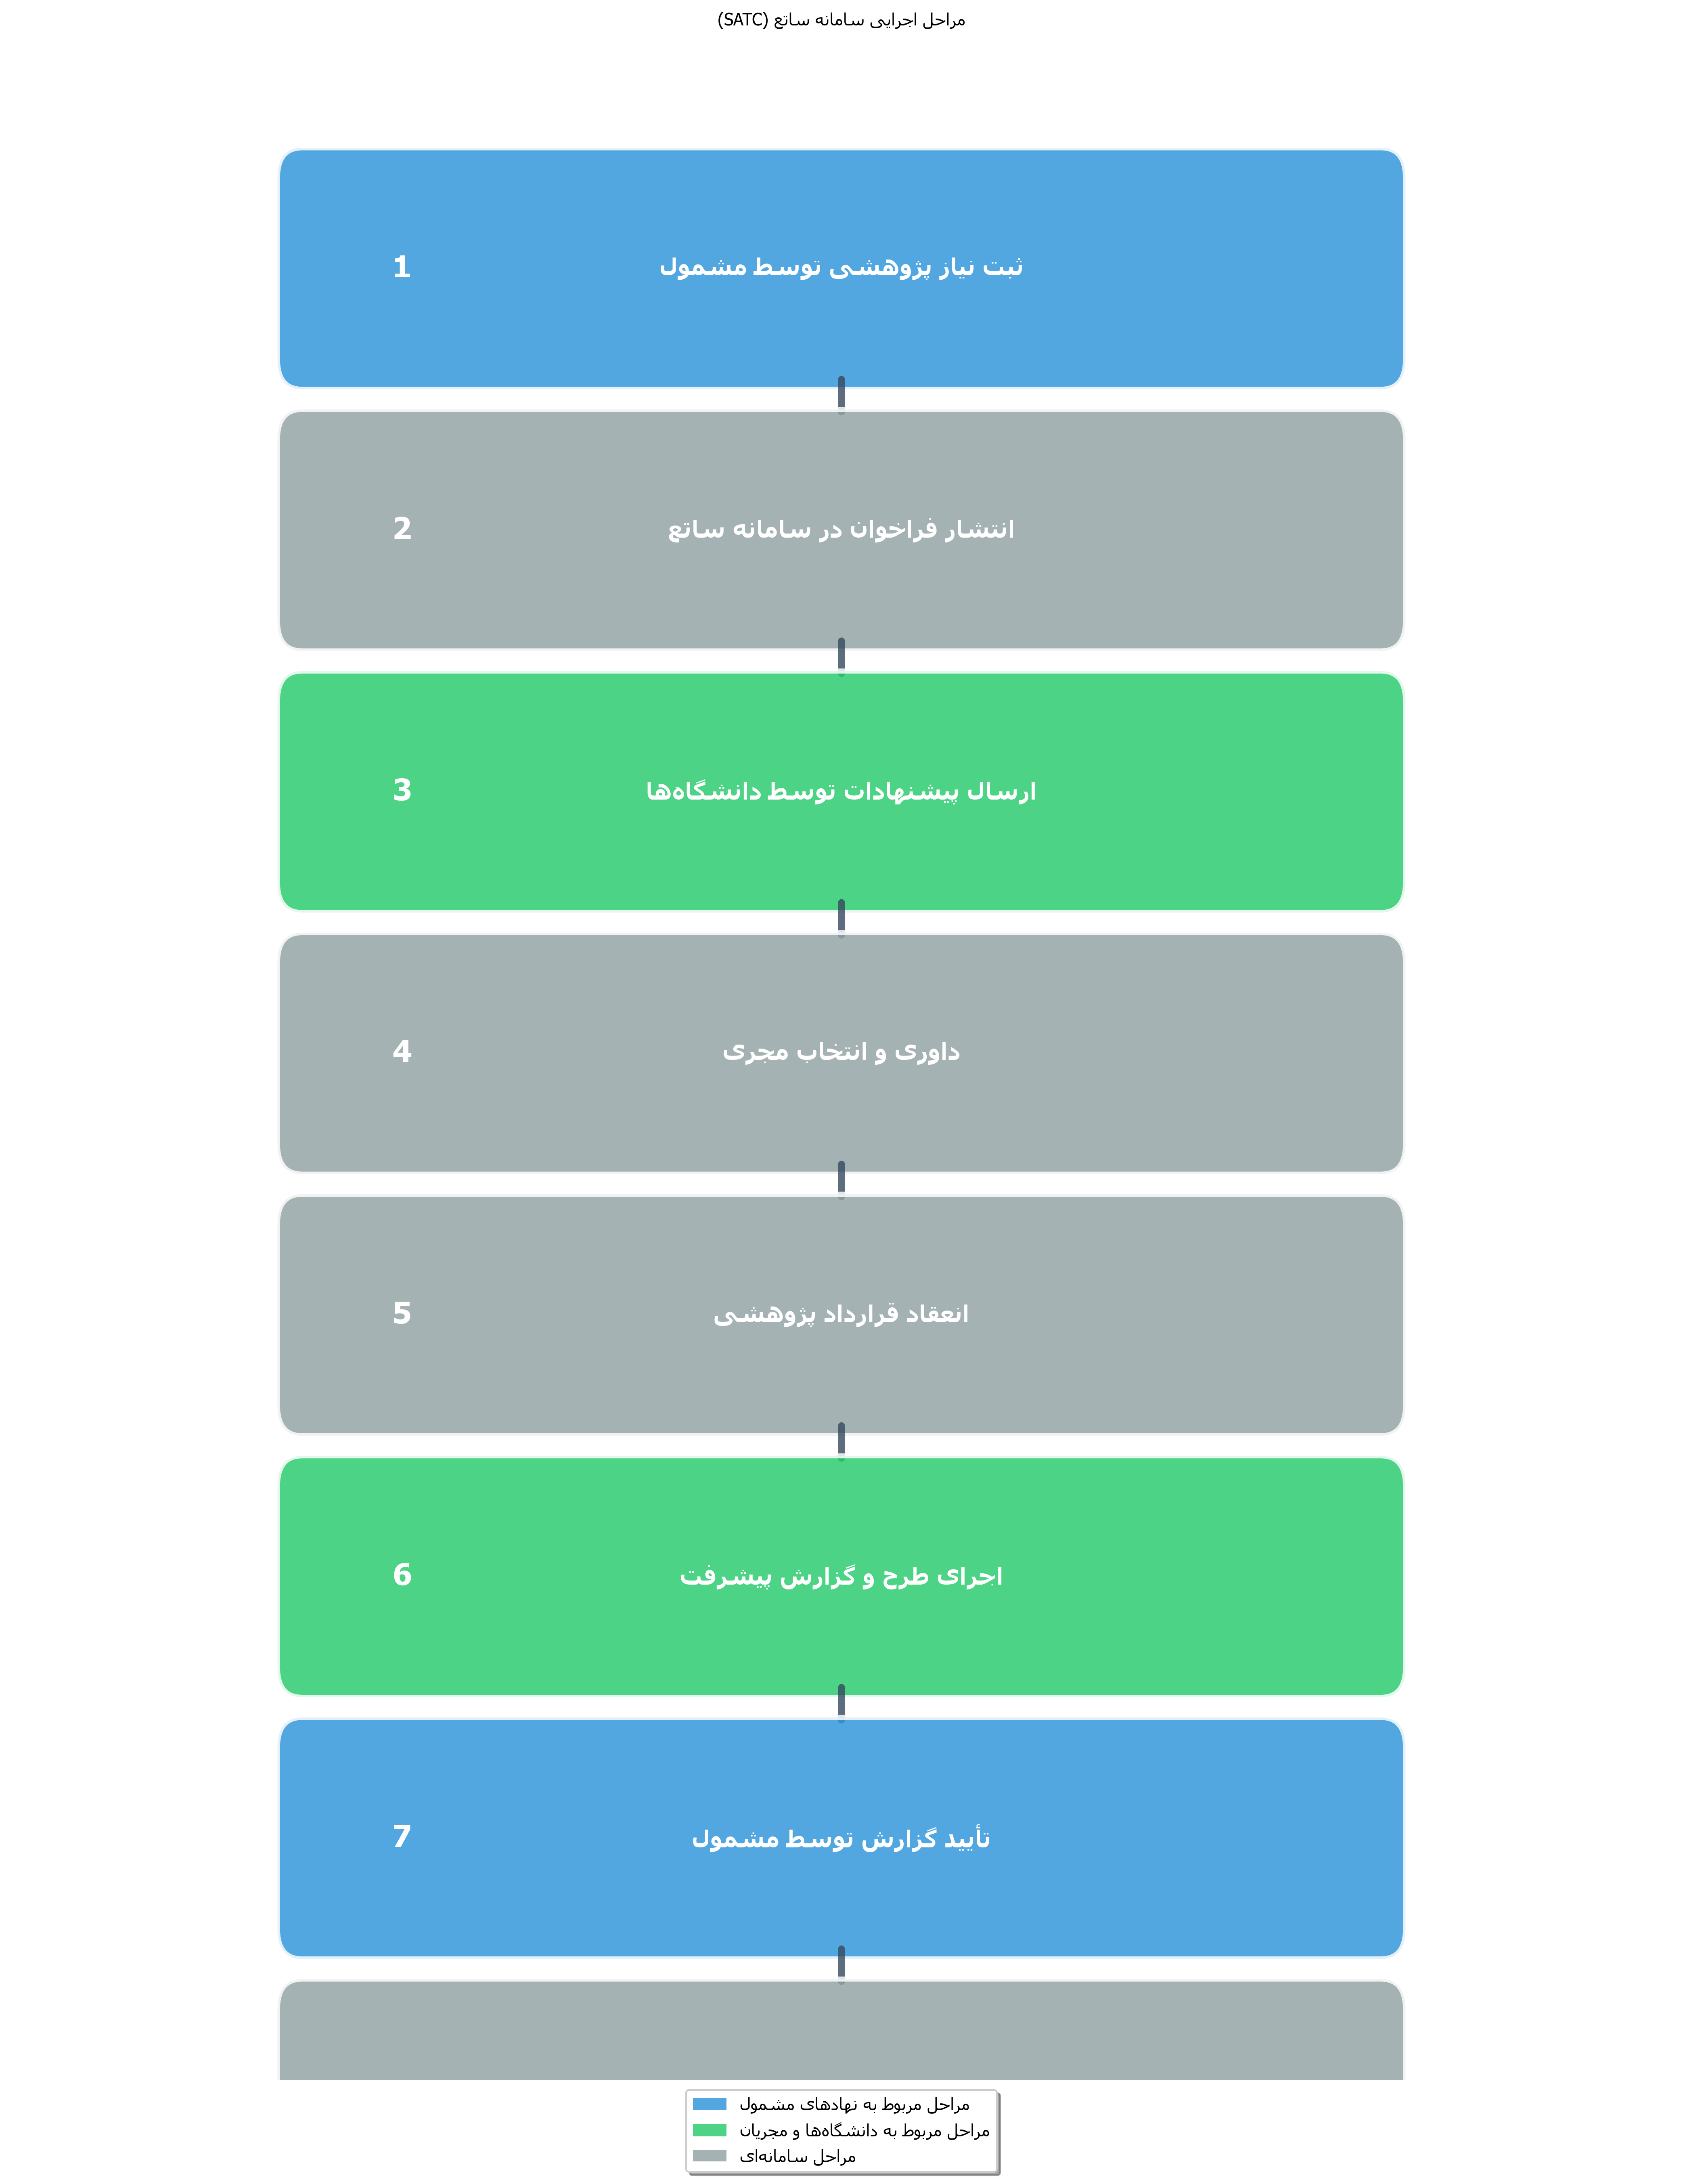 مراحل اجرایی سامانه ساتع (SATC)
1 ثبت نیاز پژوهشی توسط مشمول
2 انتشار فراخوان در سامانه ساتع
3 ارسال پیشنهادات توسط دانشگاه‌ها
4 داوری و انتخاب مجری
5 انعقاد قرارداد پژوهشی
6 اجرای طرح و گزارش پیشرفت
7 تأیید گزارش توسط مشمول
مراحل مربوط به نهادهای مشمول
مراحل مربوط به دانشگاه‌ها و مجریان
مراحل سامانه‌ای